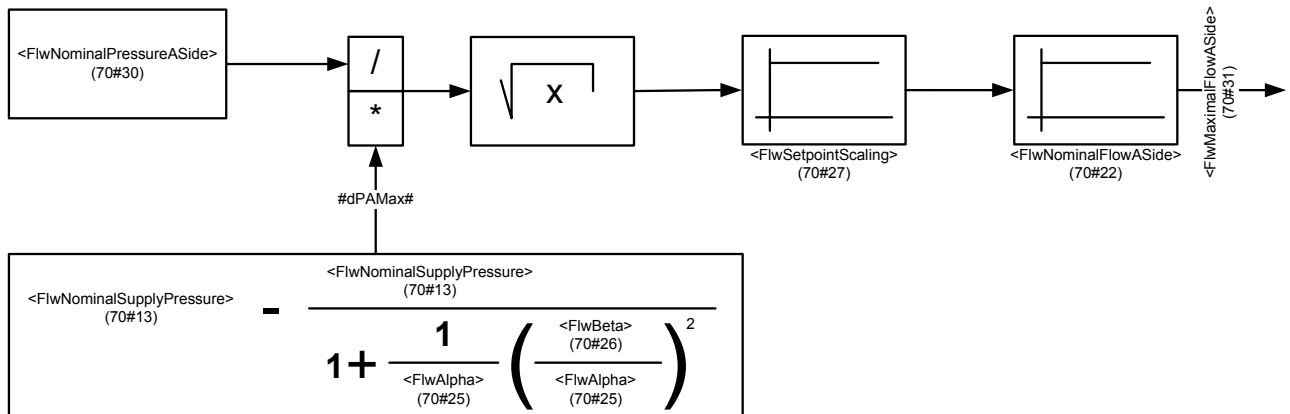 <FlwNominalPressureASide>
(70#30)
/
*
√x
<FlwSetpointScaling>
(70#27)
<FlwNominalFlowASide>
(70#22)
<FlwMaximalFlowASide>
(70#31)
#dPAMax#
<FlwNominalSupplyPressure>
(70#13)
-
<FlwNominalSupplyPressure>
(70#13)
1+
1
<FlwAlpha>
(70#25)
(
<FlwBeta>
(70#26)
<FlwAlpha>
(70#25)
)2